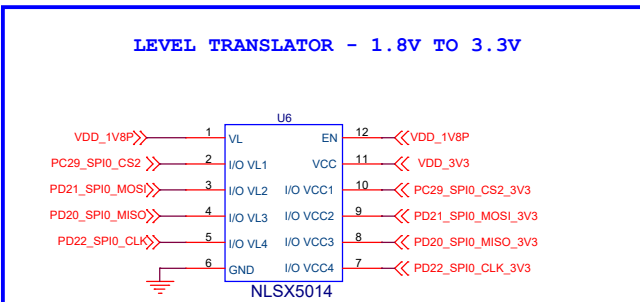 LEVEL TRANSLATOR - 1.8V TO 3.3V
U6
VDD_1V8P 1 VL EN 12 VDD_1V8P
PC29_SPI0_CS2 2 I/O VL1 VCC 11 VDD_3V3
PD21_SPI0_MOSI 3 I/O VL2 I/O VCC1 10 PC29_SPI0_CS2_3V3
PD20_SPI0_MISO 4 I/O VL3 I/O VCC2 9 PD21_SPI0_MOSI_3V3
PD22_SPI0_CLK 5 I/O VL4 I/O VCC3 8 PD20_SPI0_MISO_3V3
6 GND I/O VCC4 7 PD22_SPI0_CLK_3V3
NLSX5014